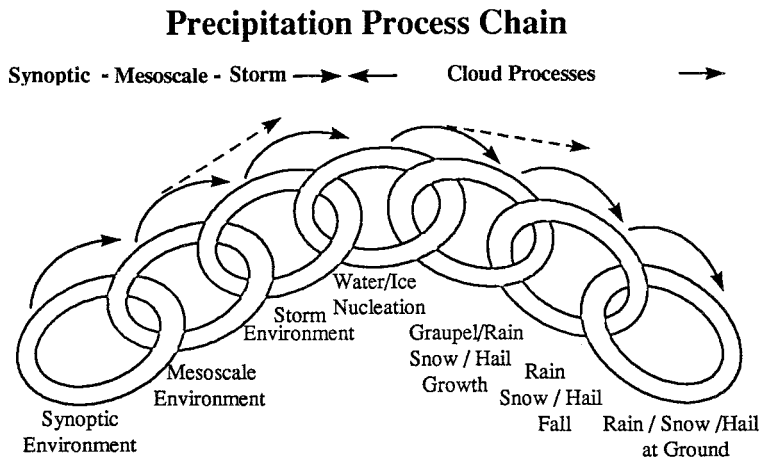 Precipitation Process Chain
Synoptic - Mesoscale - Storm
Cloud Processes
Water/Ice
Nucleation
Storm
Environment
Graupel/Rain
Snow / Hail
Growth
Mesoscale
Environment
Rain
Snow / Hail
Fall
Synoptic
Environment
Rain / Snow /Hail
at Ground